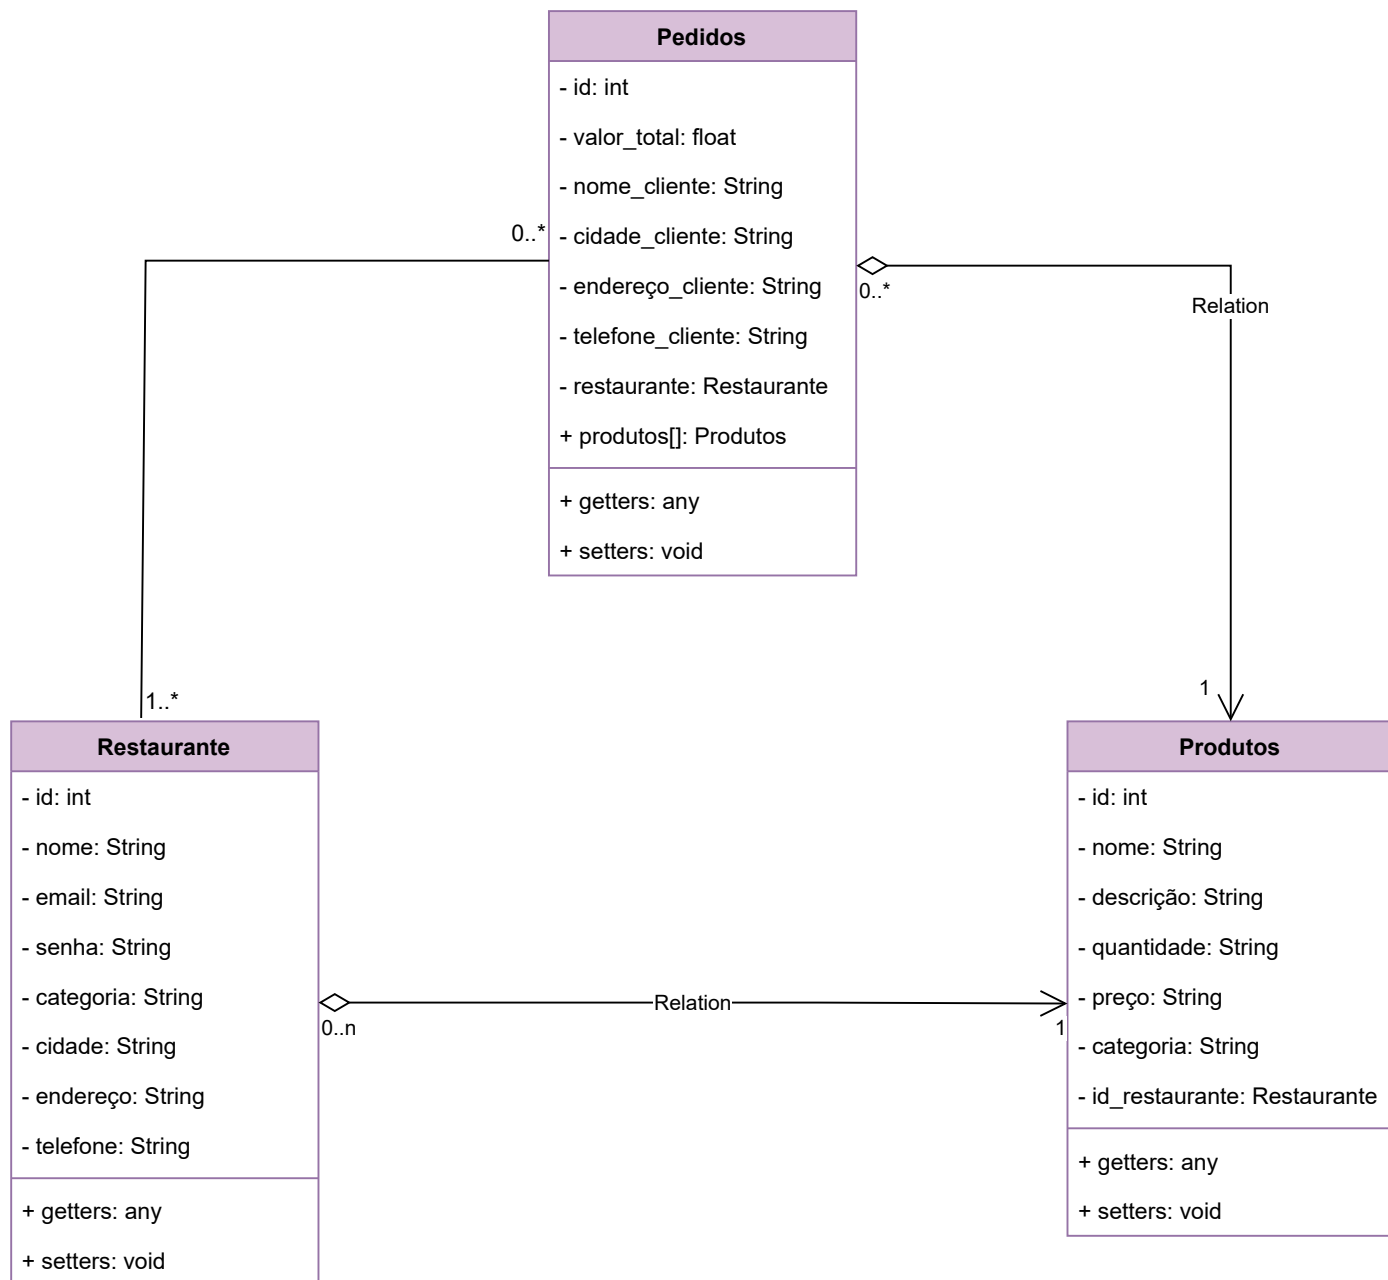 Pedidos
- id: int
- valor_total: float
- nome_cliente: String
- cidade_cliente: String
- endereço_cliente: String
- telefone_cliente: String
- restaurante: Restaurante
+ produtos[]: Produtos
+ getters: any
+ setters: void
0..*
0..*
Relation
1..*
1
Restaurante
- id: int
- nome: String
- email: String
- senha: String
- categoria: String
- cidade: String
- endereço: String
- telefone: String
+ getters: any
+ setters: void
0..n
Relation
1
Produtos
- id: int
- nome: String
- descrição: String
- quantidade: String
- preço: String
- categoria: String
- id_restaurante: Restaurante
+ getters: any
+ setters: void